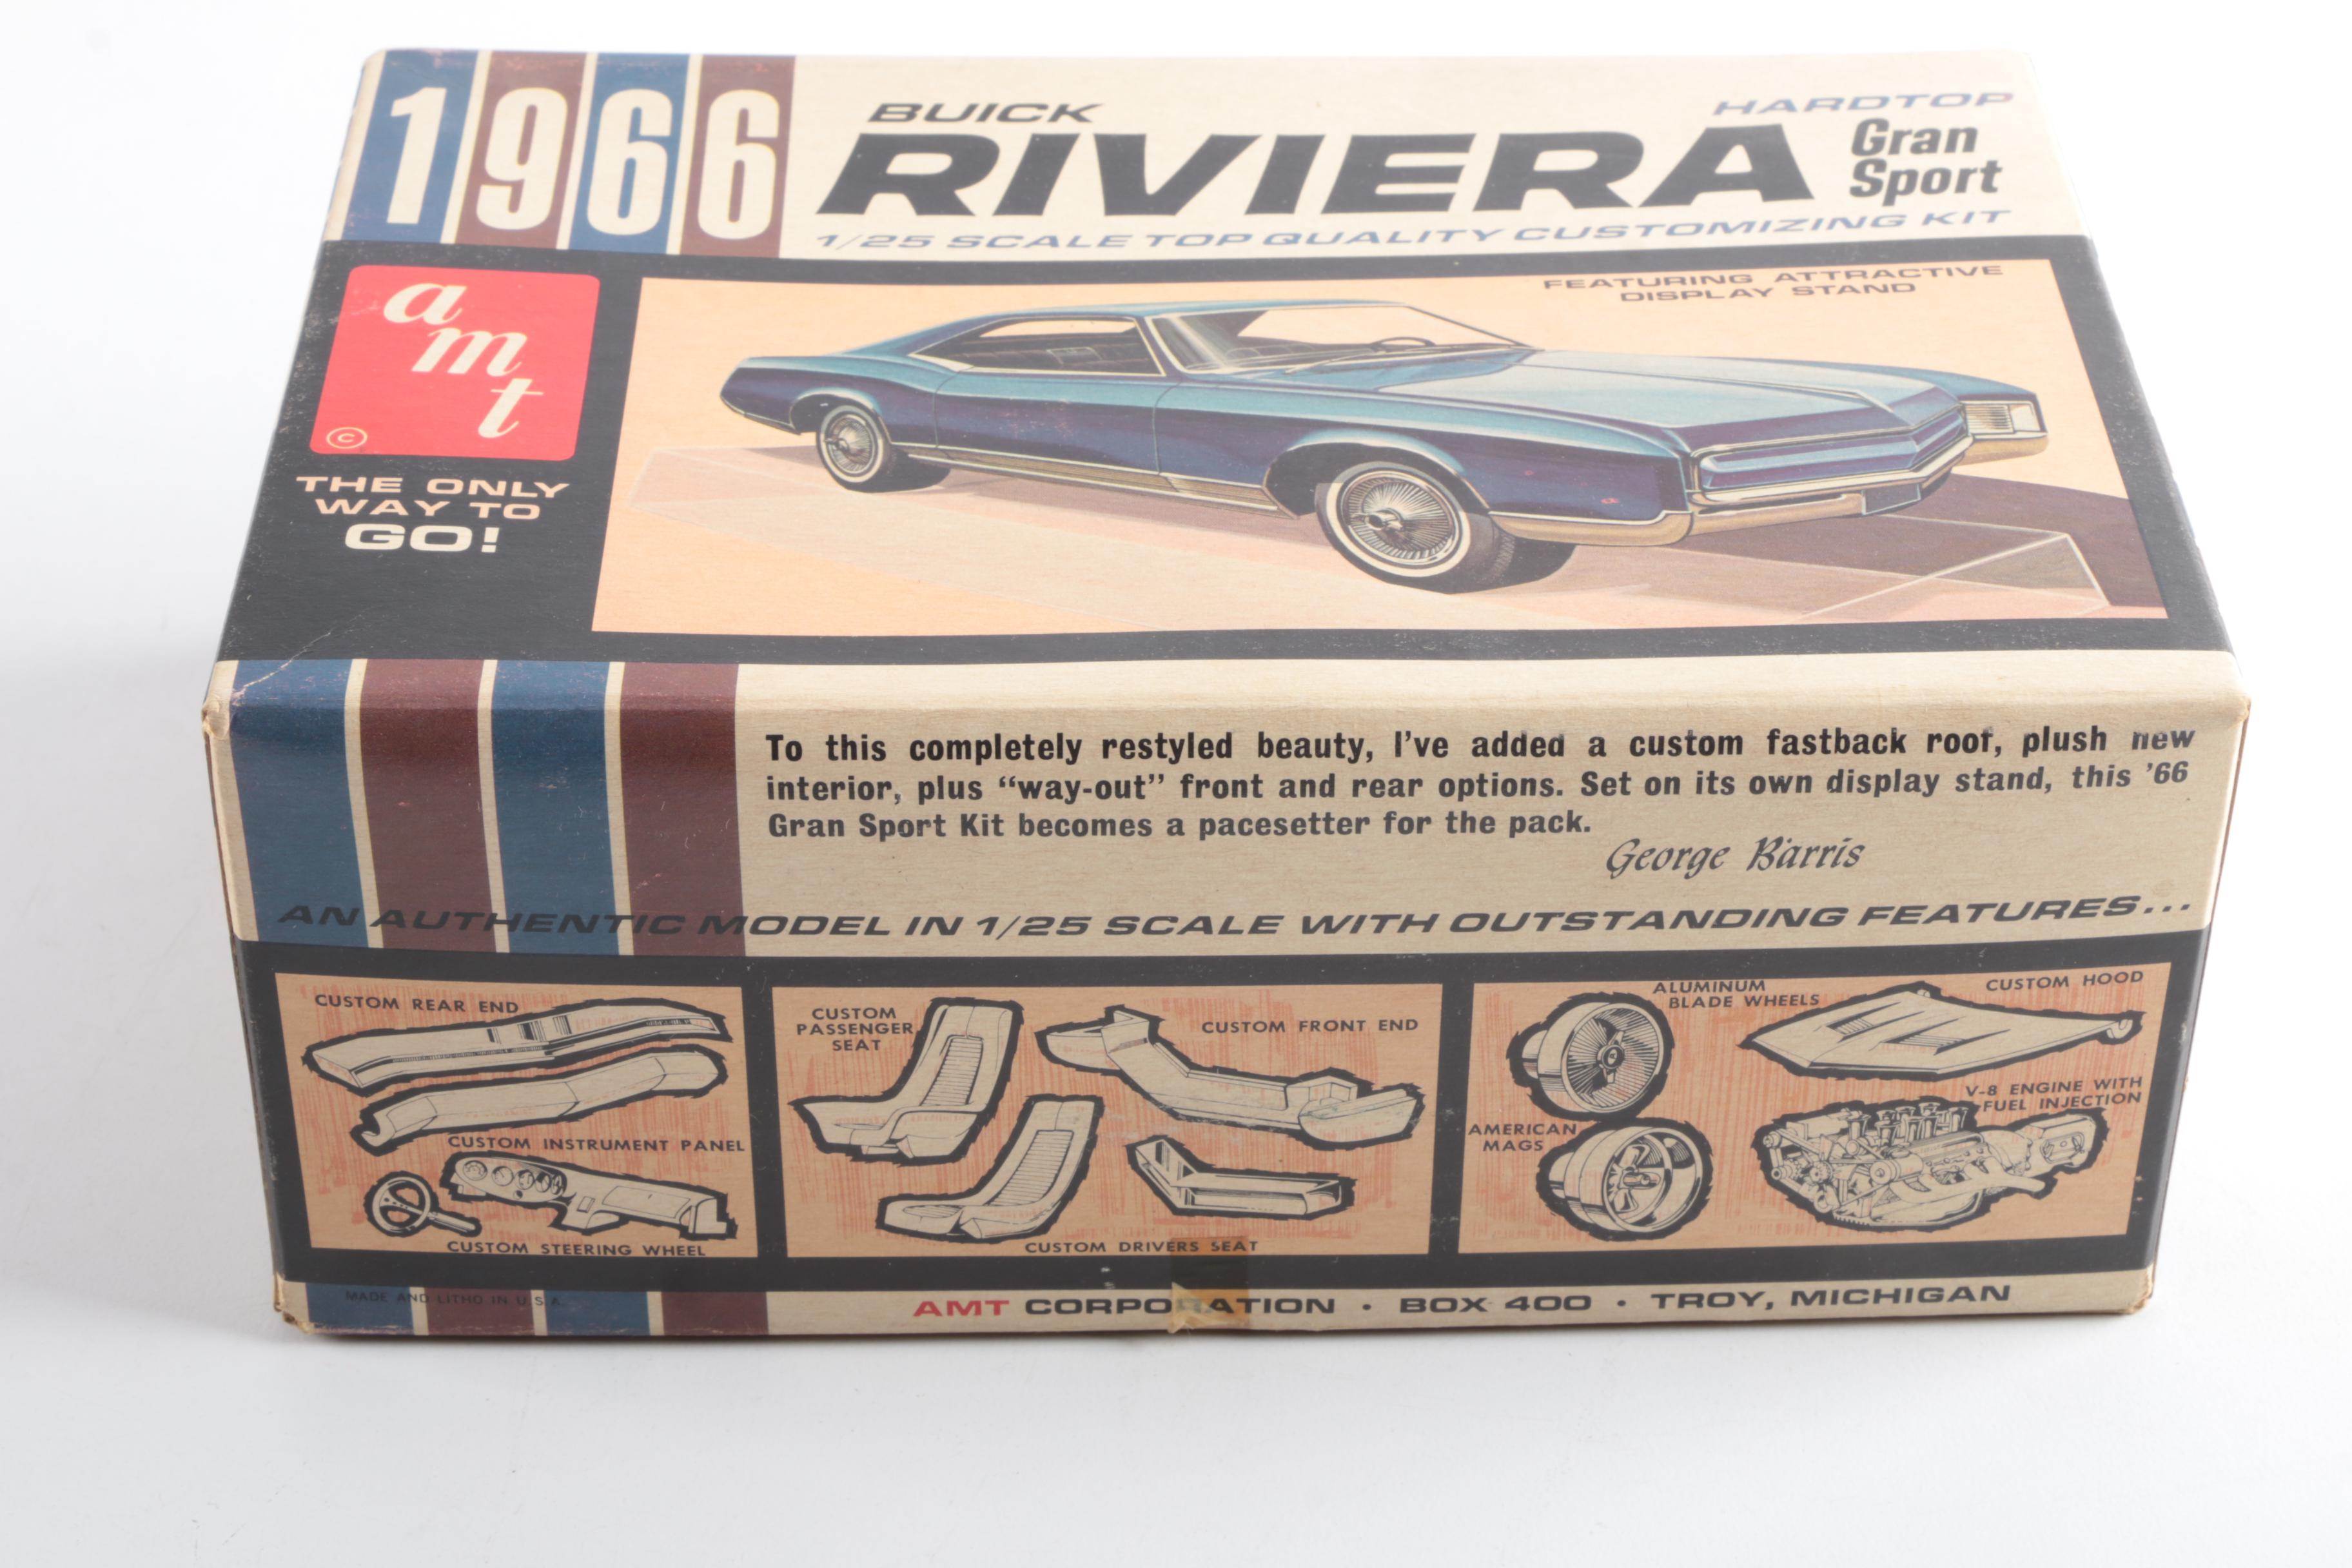 1966
BUICK
HARDTOP
RIVIERA
Gran
Sport
1/25 SCALE TOP QUALITY CUSTOMIZING KIT
amt
©
THE ONLY
WAY TO
GO!
FEATURING ATTRACTIVE
DISPLAY STAND
To this completely restyled beauty, I've added a custom fastback roof, plush new
interior, plus “way-out” front and rear options. Set on its own display stand, this '66
Gran Sport Kit becomes a pacesetter for the pack.
George Barris
AN AUTHENTIC MODEL IN 1/25 SCALE WITH OUTSTANDING FEATURES...
CUSTOM REAR END
CUSTOM INSTRUMENT PANEL
CUSTOM STEERING WHEEL
CUSTOM
PASSENGER
SEAT
CUSTOM FRONT END
CUSTOM DRIVERS SEAT
ALUMINUM
BLADE WHEELS
CUSTOM HOOD
AMERICAN
MAGS
V-8 ENGINE WITH
FUEL INJECTION
MADE AND LITHO IN U.S.A.
AMT CORPORATION • BOX 400 • TROY, MICHIGAN